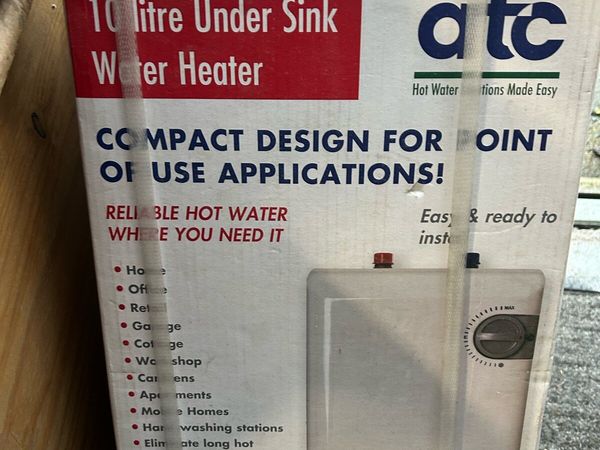 10 litre Under Sink
Water Heater
atc
Hot Water Solutions Made Easy
COMPACT DESIGN FOR POINT
OF USE APPLICATIONS!
RELIABLE HOT WATER
WHERE YOU NEED IT
Easy & ready to
install
• Home
• Office
• Retail
• Garage
• Cottage
• Workshop
• Canteens
• Apartments
• Mobile Homes
• Hand washing stations
• Eliminate long hot
MAX